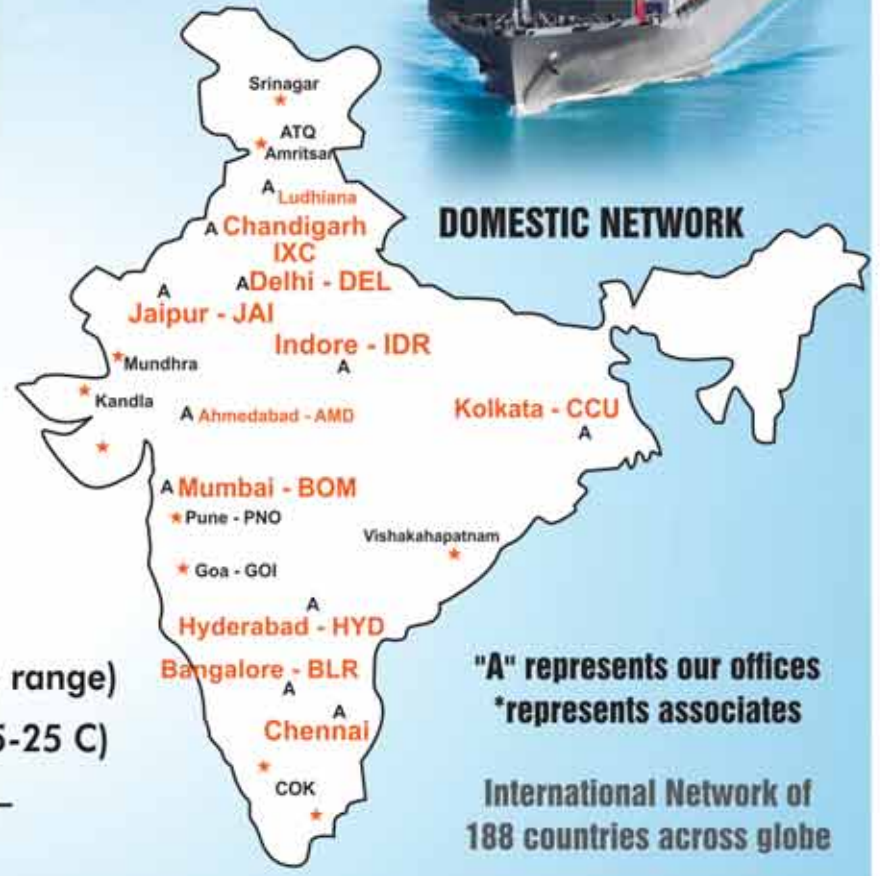 Srinagar
ATQ
Amritsar
A
Ludhiana
A Chandigarh
IXC
A Delhi - DEL
A
Jaipur - JAI
Indore - IDR
A
Mundhra
Kandla
A Ahmedabad - AMD
Kolkata - CCU
A
A Mumbai - BOM
Pune - PNO
Vishakahapatnam
Goa - GOI
A
Hyderabad - HYD
Bangalore - BLR
A
A
Chennai
COK
DOMESTIC NETWORK
"A" represents our offices
*represents associates
International Network of
188 countries across globe
range)
5-25 C)